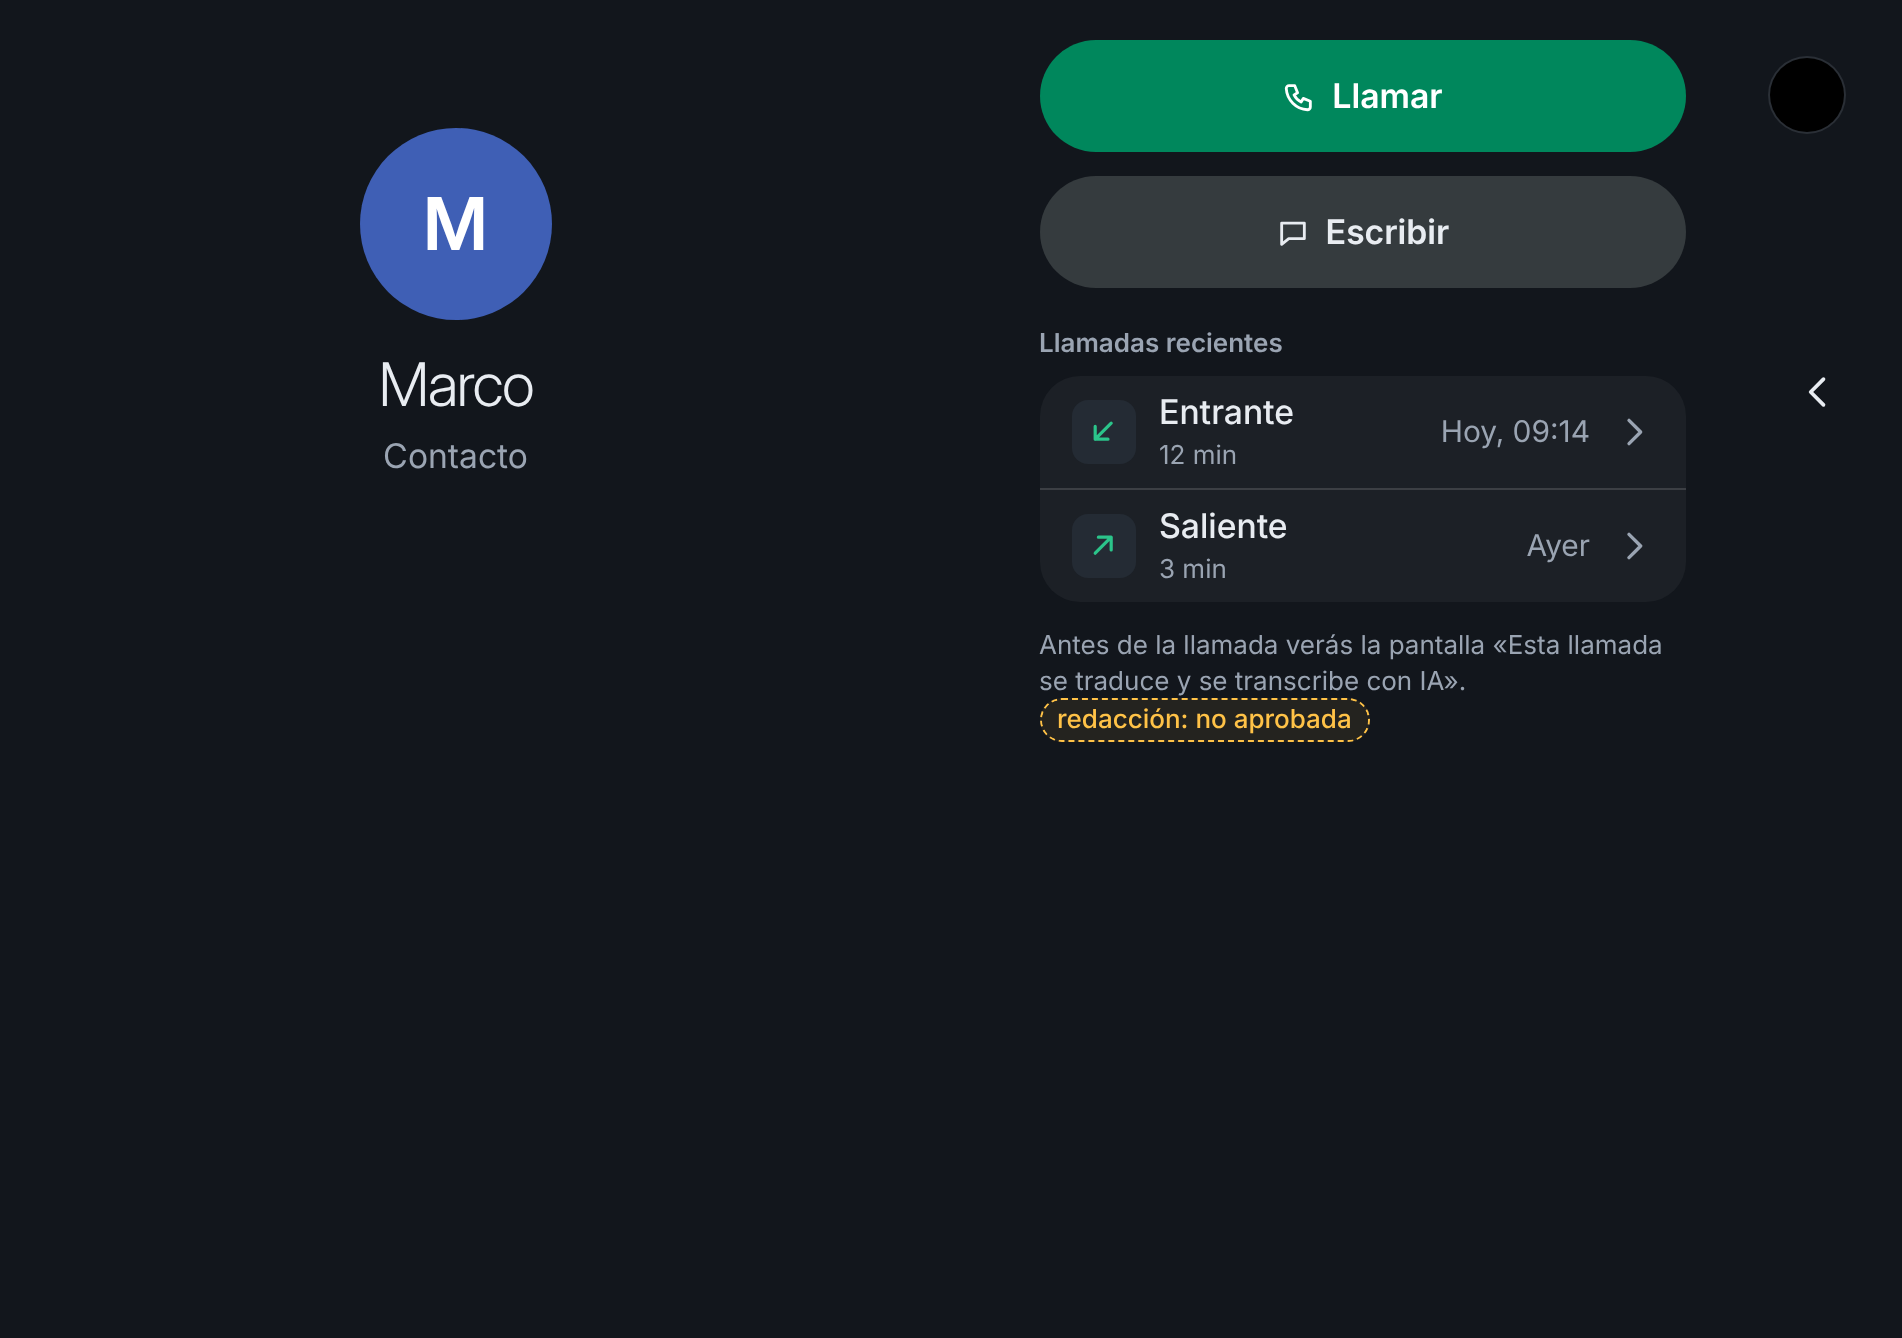 M
Marco
Contacto
Llamar
Escribir
Llamadas recientes
Entrante
12 min
Hoy, 09:14
Saliente
3 min
Ayer
Antes de la llamada verás la pantalla «Esta llamada
se traduce y se transcribe con IA».
redacción: no aprobada